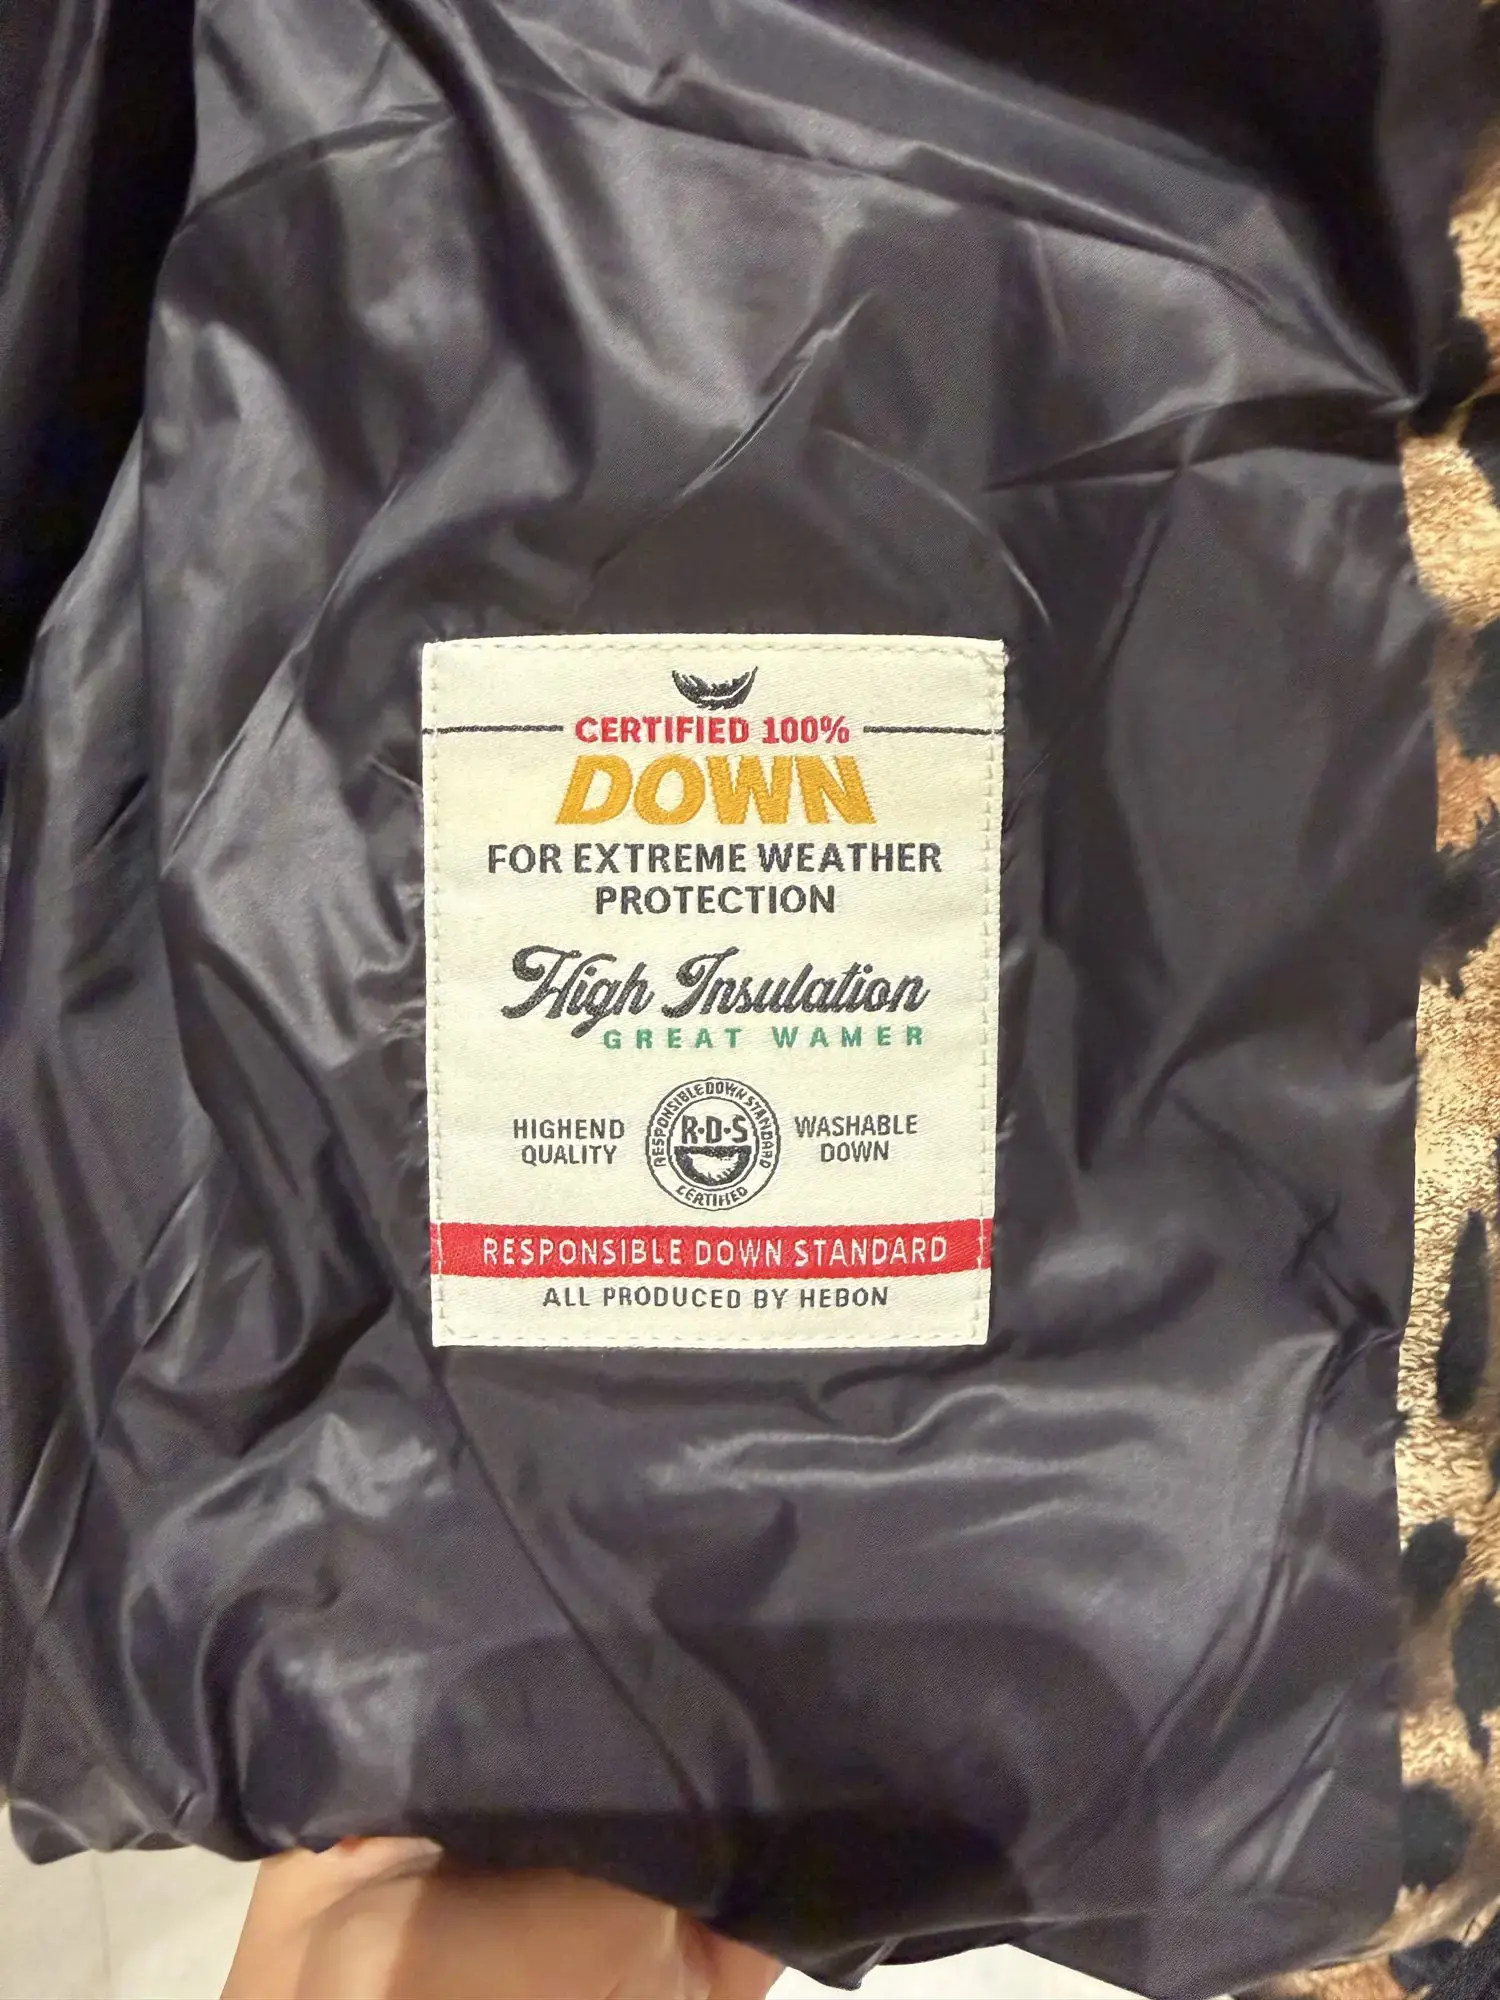 CERTIFIED 100%
DOWN
FOR EXTREME WEATHER
PROTECTION
High Insulation
GREAT WAMER
HIGHEND
QUALITY
RESPONSIBLE DOWN STANDARD
R·D·S
CERTIFIED
WASHABLE
DOWN
RESPONSIBLE DOWN STANDARD
ALL PRODUCED BY HEBON